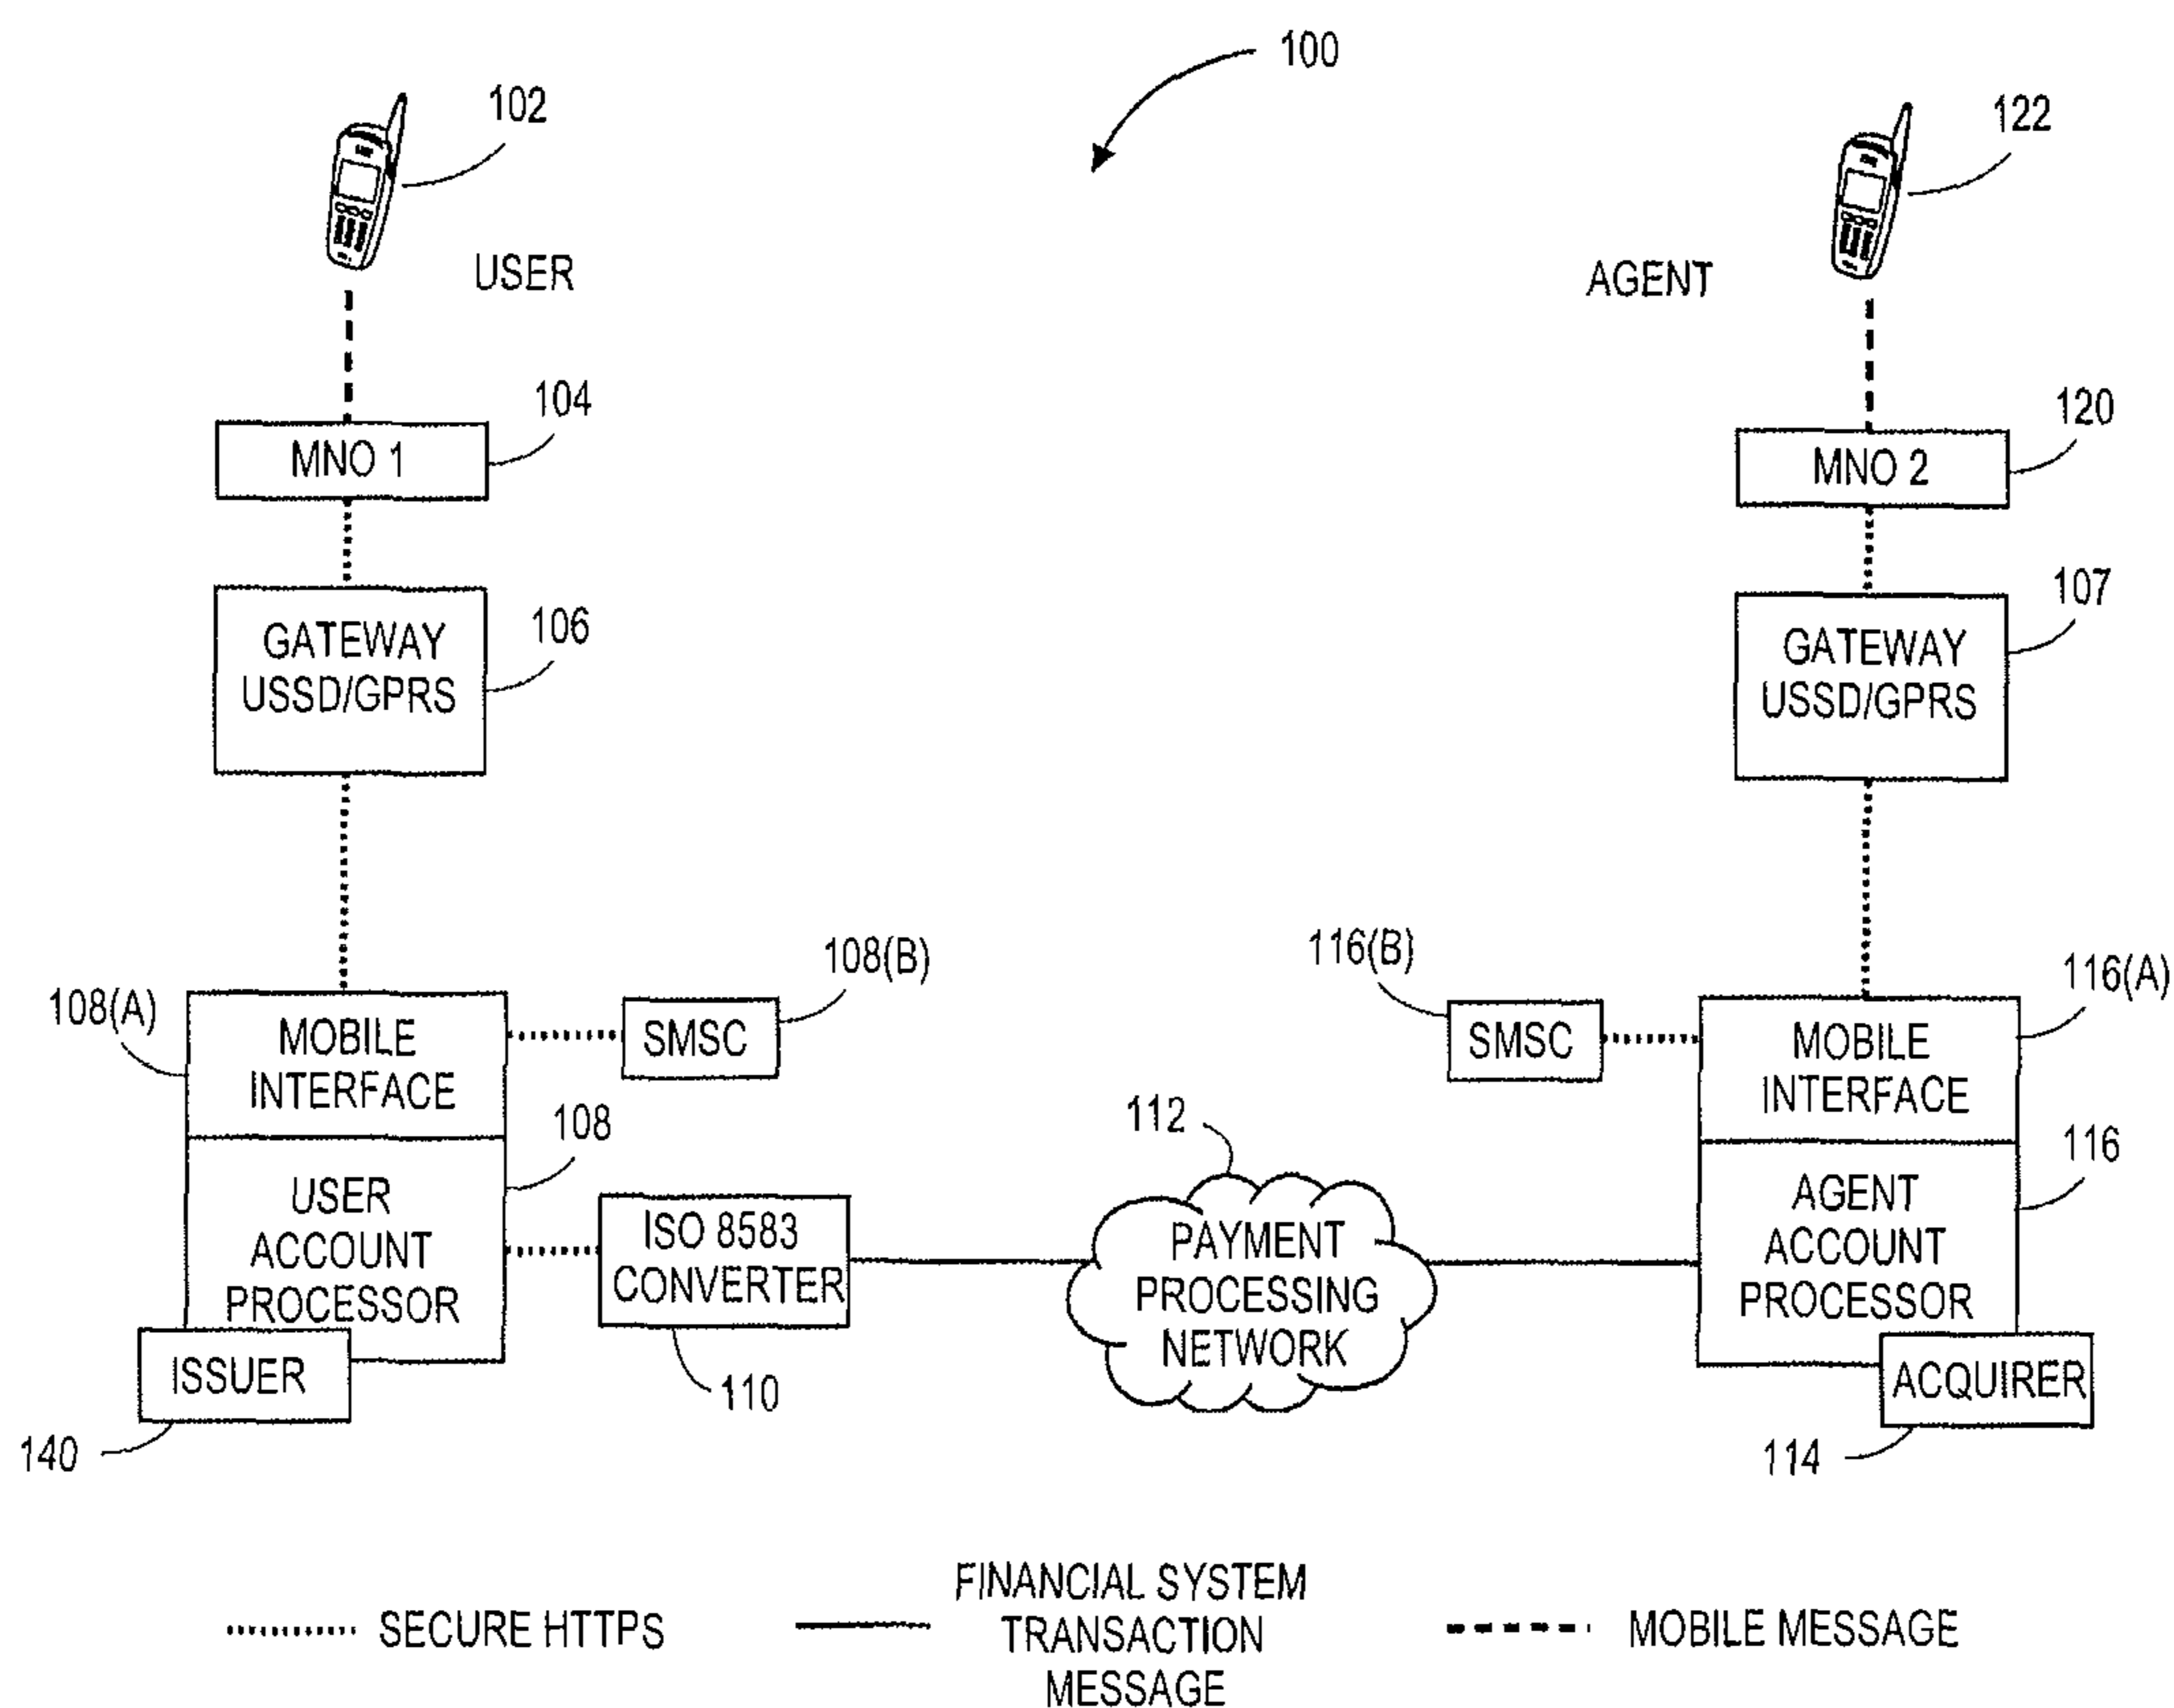 100
102
122
USER
AGENT
104
MNO 1
120
MNO 2
106
GATEWAY
USSD/GPRS
107
GATEWAY
USSD/GPRS
108(A)
MOBILE
INTERFACE
108(B)
SMSC
116(B)
SMSC
116(A)
MOBILE
INTERFACE
108
USER
ACCOUNT
PROCESSOR
ISO 8583
CONVERTER
110
112
PAYMENT
PROCESSING
NETWORK
116
AGENT
ACCOUNT
PROCESSOR
ISSUER
140
ACQUIRER
114
SECURE HTTPS
FINANCIAL SYSTEM
TRANSACTION
MESSAGE
MOBILE MESSAGE